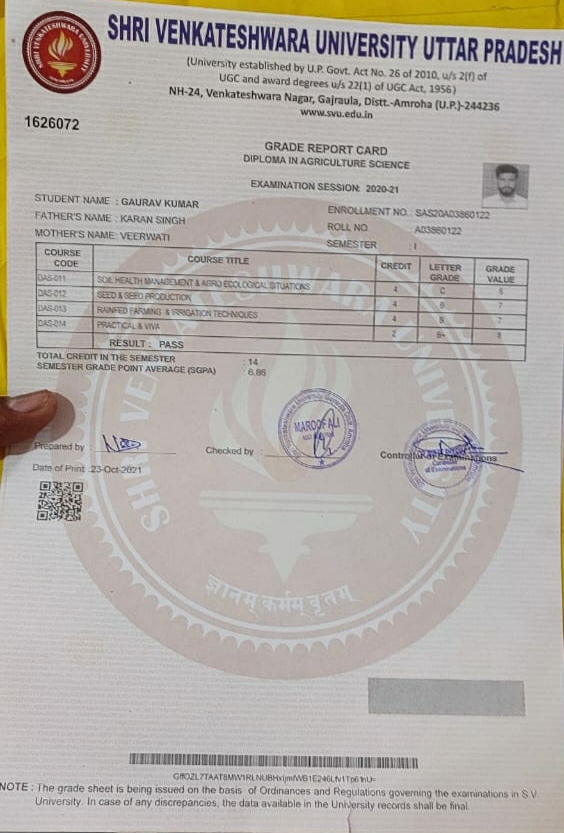 SHRI VENKATESHWARA UNIVERSITY UTTAR PRADESH
(University established by U.P. Govt. Act No. 26 of 2010, u/s 2(f) of
UGC and award degrees u/s 22(1) of UGC Act, 1956)
NH-24, Venkateshwara Nagar, Gajraula, Distt.-Amroha (U.P.)-244236
www.svu.edu.in
1626072
GRADE REPORT CARD
DIPLOMA IN AGRICULTURE SCIENCE
EXAMINATION SESSION: 2020-21
STUDENT NAME : GAURAV KUMAR
ENROLLMENT NO. : SAS20A03860122
FATHER'S NAME : KARAN SINGH
ROLL NO : A03860122
MOTHER'S NAME: VEERWATI
SEMESTER : I
COURSE CODE COURSE TITLE CREDIT LETTER GRADE GRADE VALUE
DAS-011 SOIL HEALTH MANAGEMENT & AGRO ECOLOGICAL SITUATIONS 4 C 5
DAS-012 SEED & SEED PRODUCTION 4 B 7
DAS-013 RAINFED FARMING & IRRIGATION TECHNIQUES 4 B 7
DAS-014 PRACTICAL & VIVA 2 B+ 8
RESULT : PASS
TOTAL CREDIT IN THE SEMESTER : 14
SEMESTER GRADE POINT AVERAGE (SGPA) : 6.86
Prepared by :
Checked by :
MAROOF ALI
Controller of Examinations
Date of Print :23-Oct-2021
SHRI VENKATESHWARA UNIVERSITY
ज्ञानम् कर्मम् वृतम्
NOTE : The grade sheet is being issued on the basis of Ordinances and Regulations governing the examinations in S.V.
University. In case of any discrepancies, the data available in the University records shall be final.